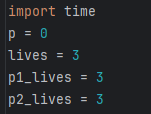 import time
p = 0
lives = 3
p1_lives = 3
p2_lives = 3